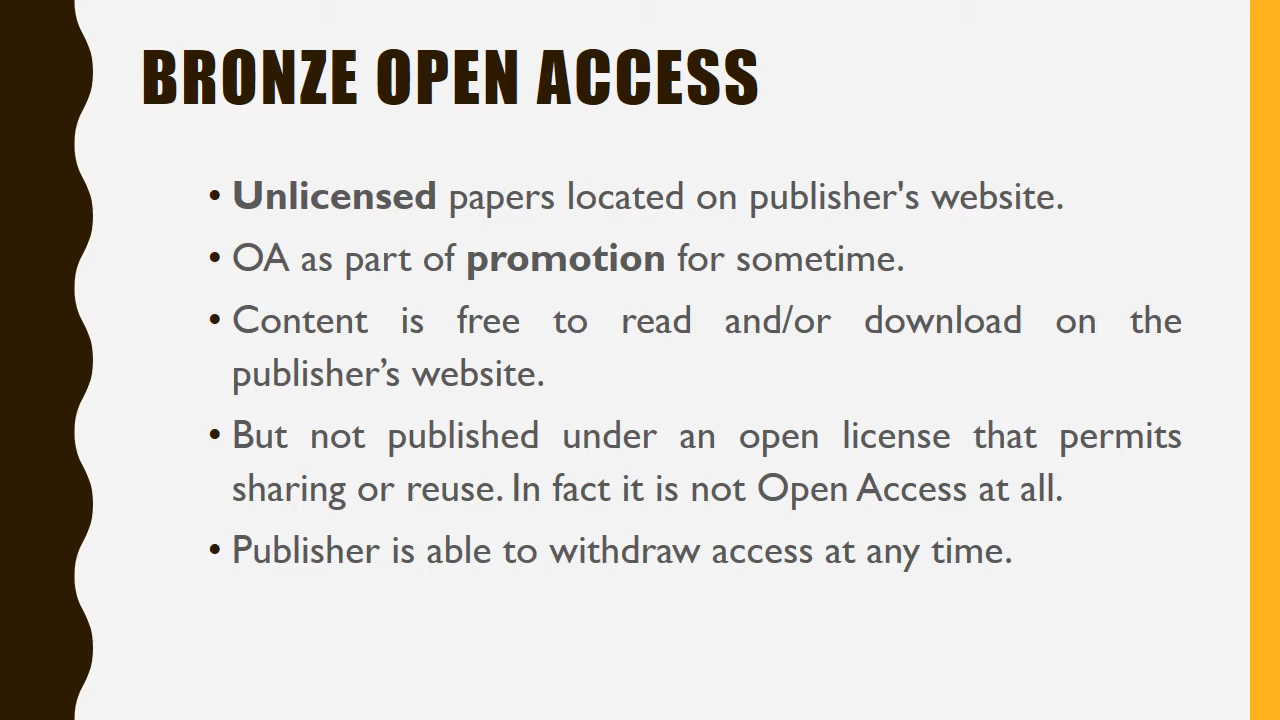 BRONZE OPEN ACCESS
• Unlicensed papers located on publisher's website.
• OA as part of promotion for sometime.
• Content is free to read and/or download on the
publisher’s website.
• But not published under an open license that permits
sharing or reuse. In fact it is not Open Access at all.
• Publisher is able to withdraw access at any time.